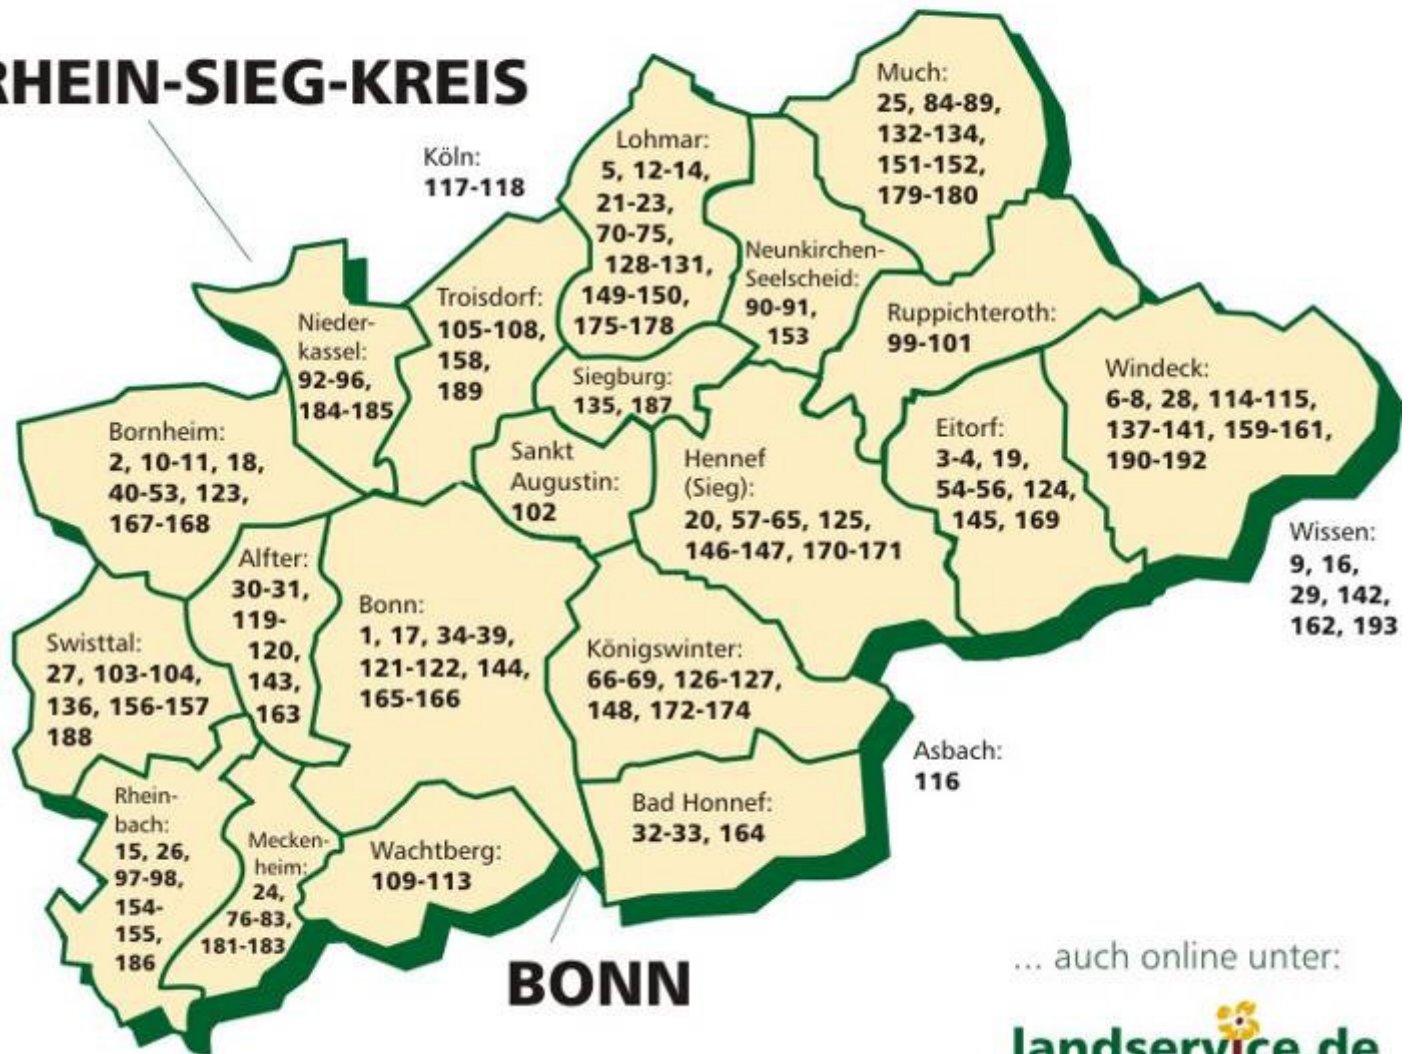 RHEIN-SIEG-KREIS
Köln:
117-118
Much:
25, 84-89,
132-134,
151-152,
179-180
Lohmar:
5, 12-14,
21-23,
70-75,
128-131,
149-150,
175-178
Neunkirchen-
Seelscheid:
90-91,
153
Ruppichteroth:
99-101
Troisdorf:
105-108,
158,
189
Nieder-
kassel:
92-96,
184-185
Siegburg:
135, 187
Windeck:
6-8, 28, 114-115,
137-141, 159-161,
190-192
Bornheim:
2, 10-11, 18,
40-53, 123,
167-168
Sankt
Augustin:
102
Hennef
(Sieg):
20, 57-65, 125,
146-147, 170-171
Eitorf:
3-4, 19,
54-56, 124,
145, 169
Wissen:
9, 16,
29, 142,
162, 193
Alfter:
30-31,
119-
120,
143,
163
Bonn:
1, 17, 34-39,
121-122, 144,
165-166
Swisttal:
27, 103-104,
136, 156-157
188
Königswinter:
66-69, 126-127,
148, 172-174
Asbach:
116
Rhein-
bach:
15, 26,
97-98,
154-
155,
186
Mecken-
heim:
24,
76-83,
181-183
Wachtberg:
109-113
Bad Honnef:
32-33, 164
BONN
... auch online unter:
landservice.de